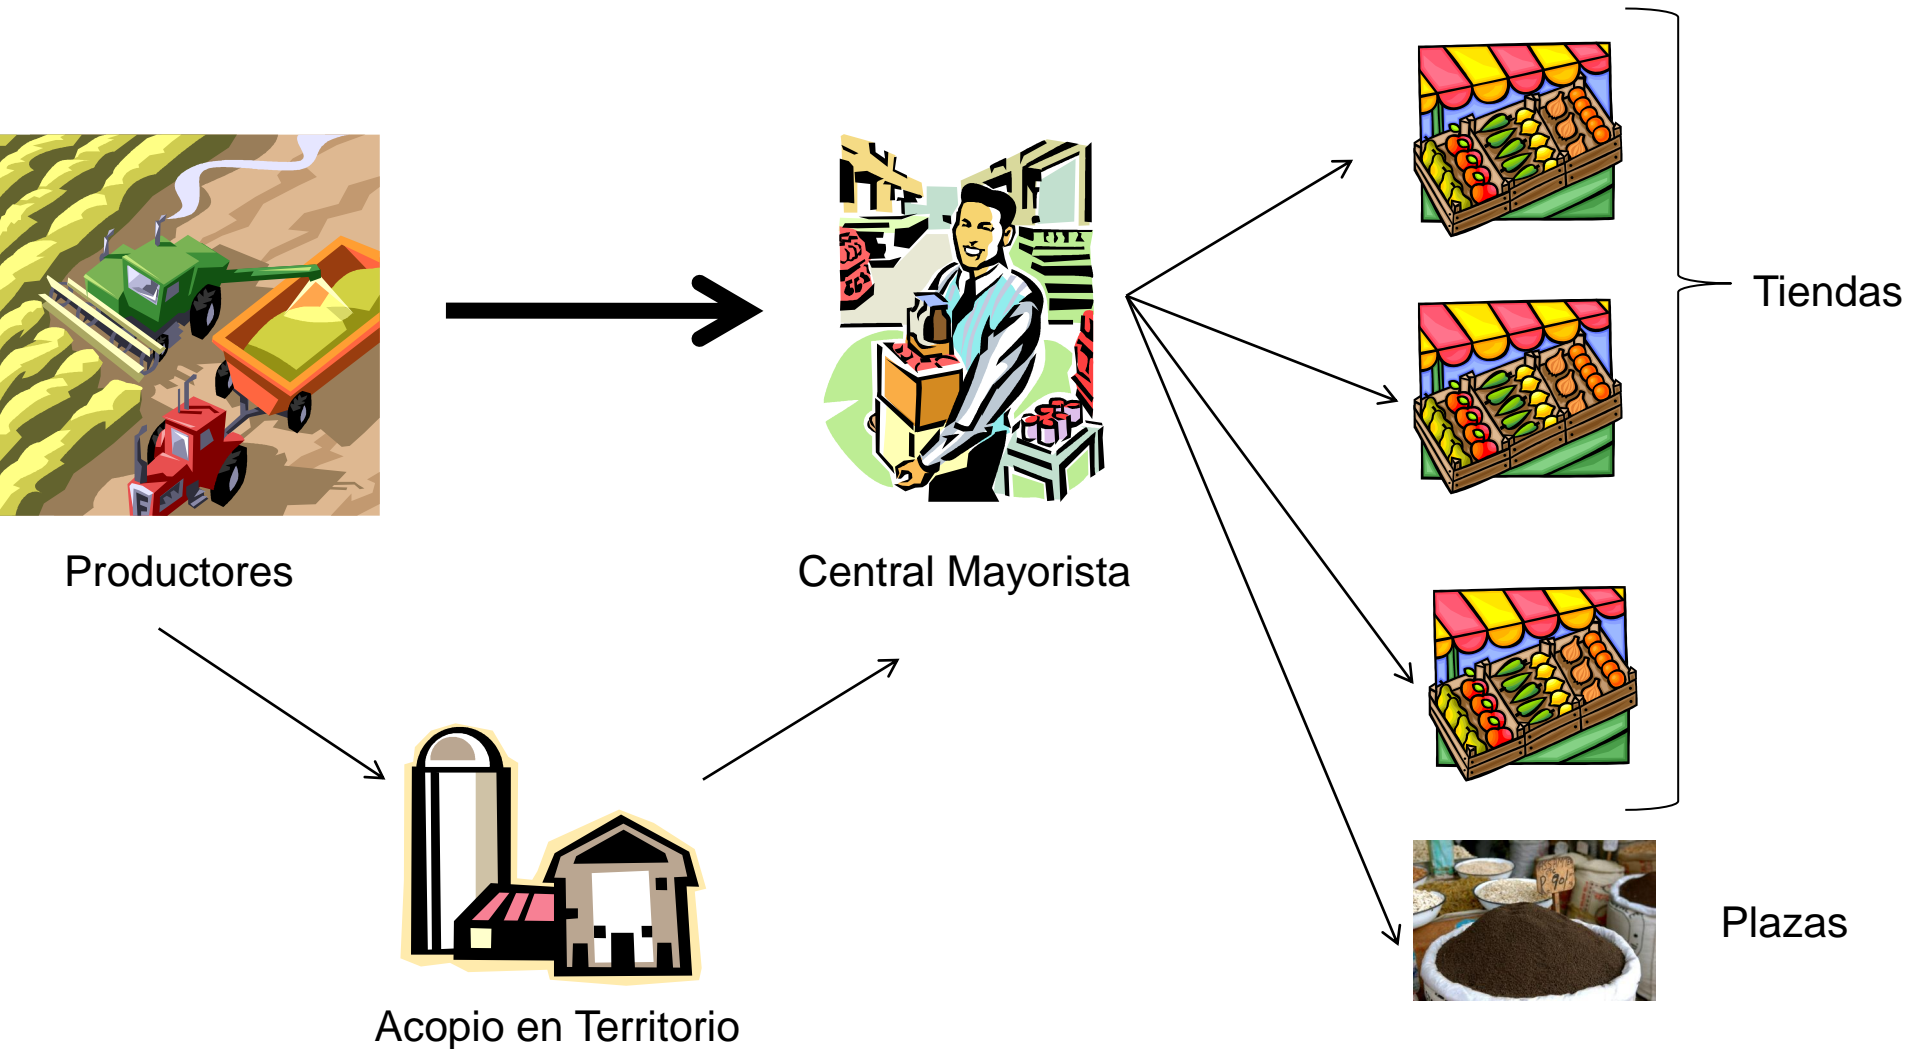 Tiendas
Productores
Central Mayorista
Plazas
Acopio en Territorio